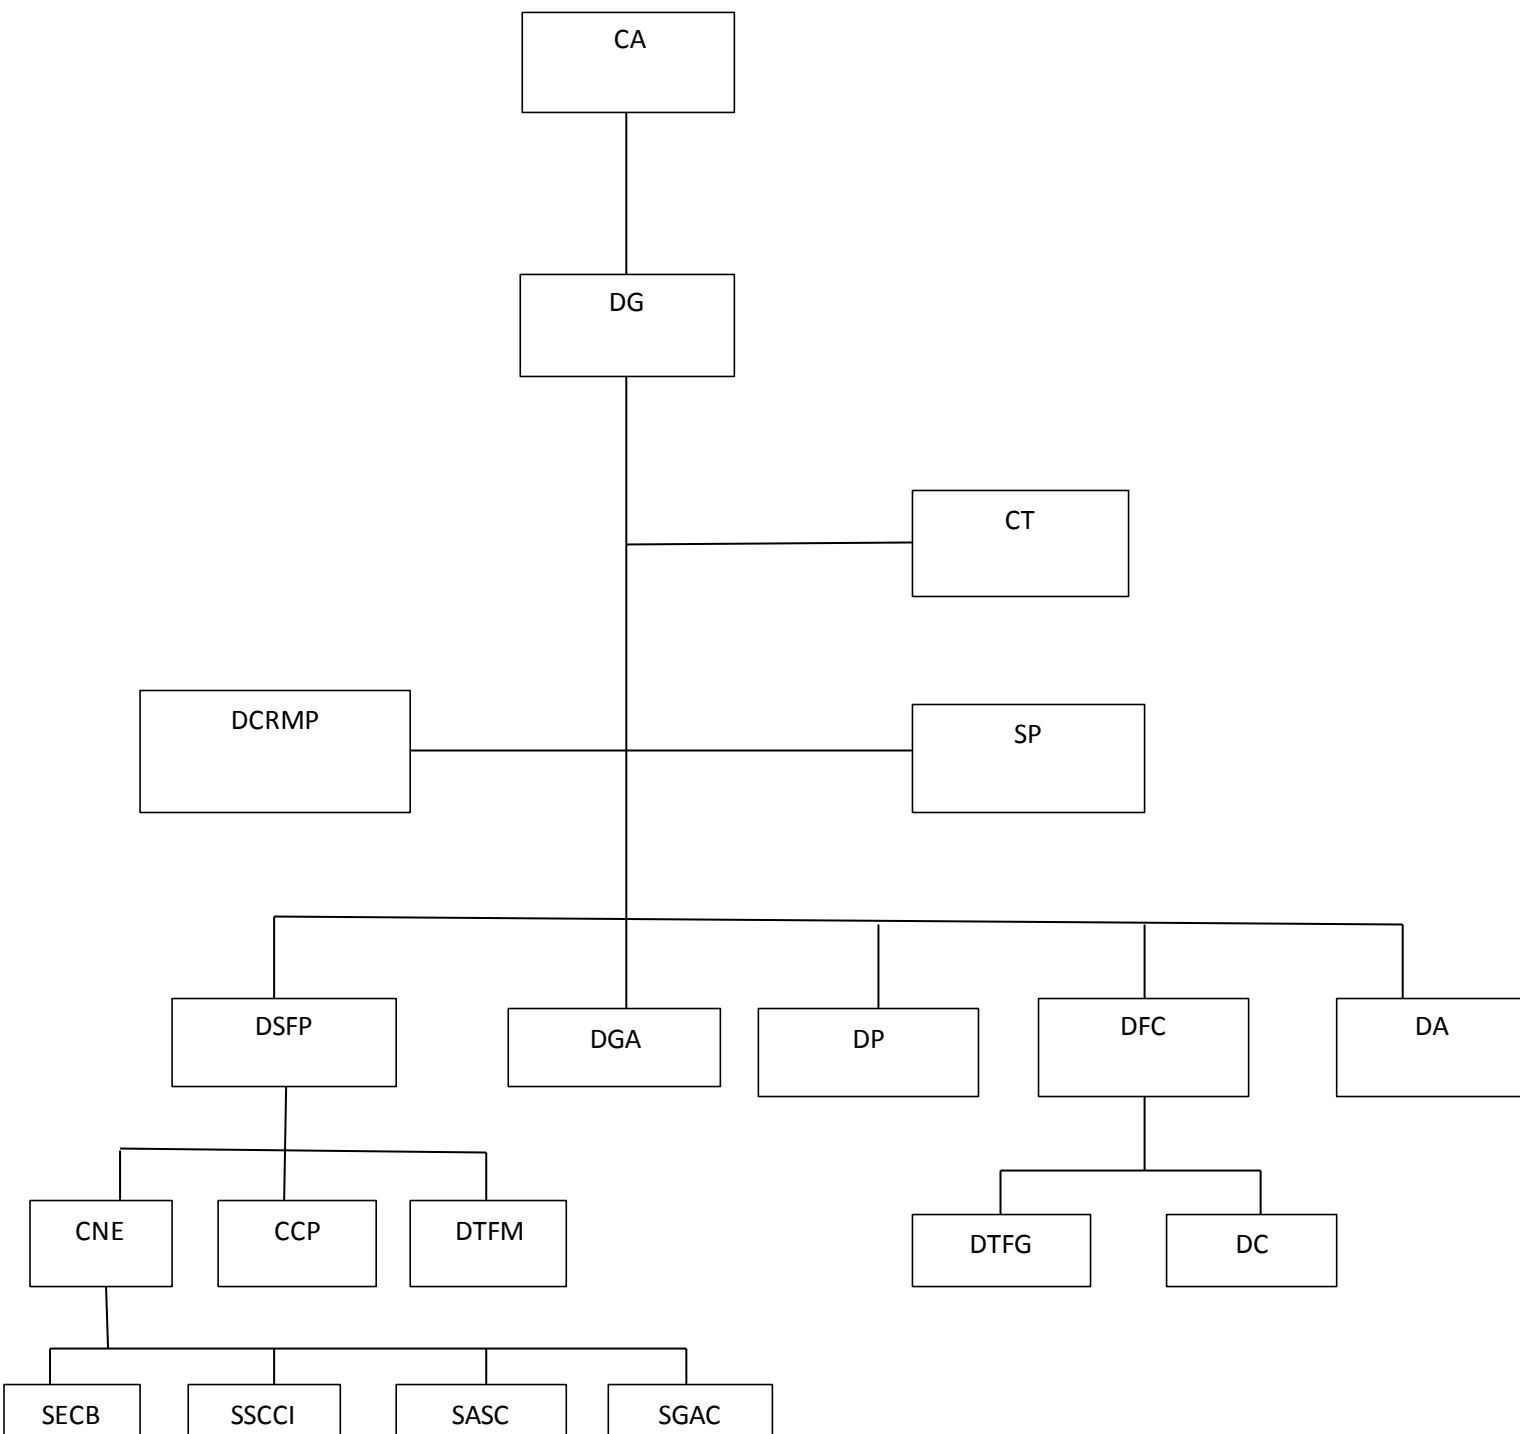 CA
DG
CT
DCRMP
SP
DSFP
DGA
DP
DFC
DA
CNE
CCP
DTFM
DTFG
DC
SECB
SSCCI
SASC
SGAC